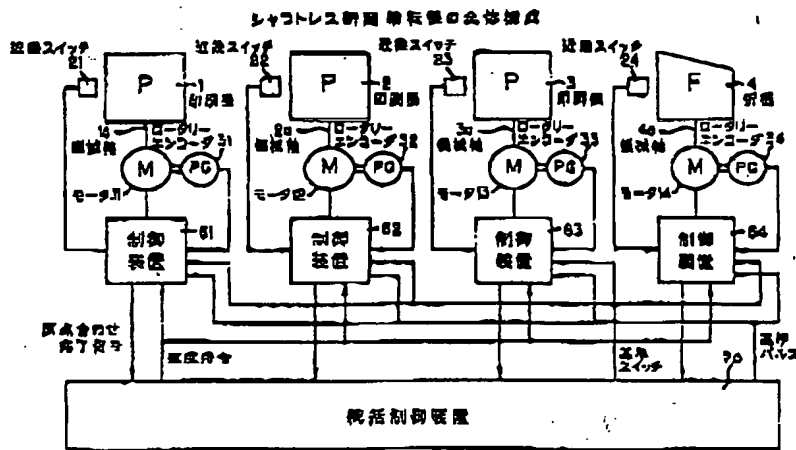 シャフトレス新聞輪転機の全体構成
近接スイッチ
21
P
1
印刷機
1a
機械軸
ロータリー
エンコーダ 31
M
PG
モータ11
制御
装置
61
近接スイッチ
22
P
2
印刷機
2a
機械軸
ロータリー
エンコーダ 32
M
PG
モータ12
制御
装置
62
近接スイッチ
23
P
3
印刷機
3a
機械軸
ロータリー
エンコーダ 33
M
PG
モータ13
制御
装置
63
近接スイッチ
24
F
4
折機
4a
機械軸
ロータリー
エンコーダ 34
M
PG
モータ14
制御
装置
64
原点合わせ
完了信号
速度指令
基準
スイッチ
基準
パルス
統括制御装置